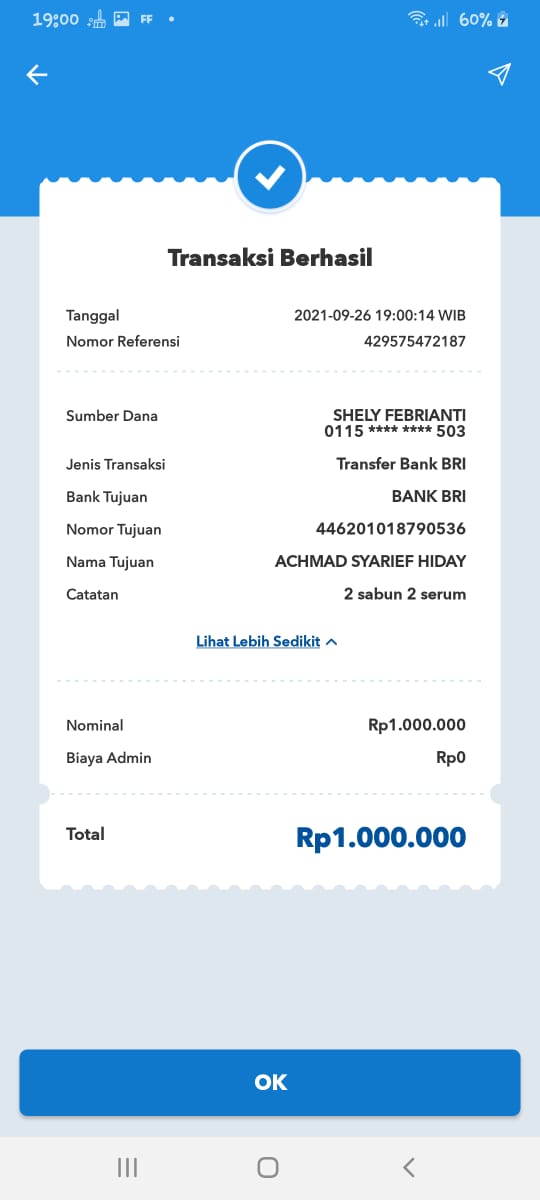 19:00 FF 60%
Transaksi Berhasil
Tanggal 2021-09-26 19:00:14 WIB
Nomor Referensi 429575472187
Sumber Dana SHELY FEBRIANTI
0115 **** **** 503
Jenis Transaksi Transfer Bank BRI
Bank Tujuan BANK BRI
Nomor Tujuan 446201018790536
Nama Tujuan ACHMAD SYARIEF HIDAY
Catatan 2 sabun 2 serum
Lihat Lebih Sedikit
Nominal Rp1.000.000
Biaya Admin Rp0
Total Rp1.000.000
OK